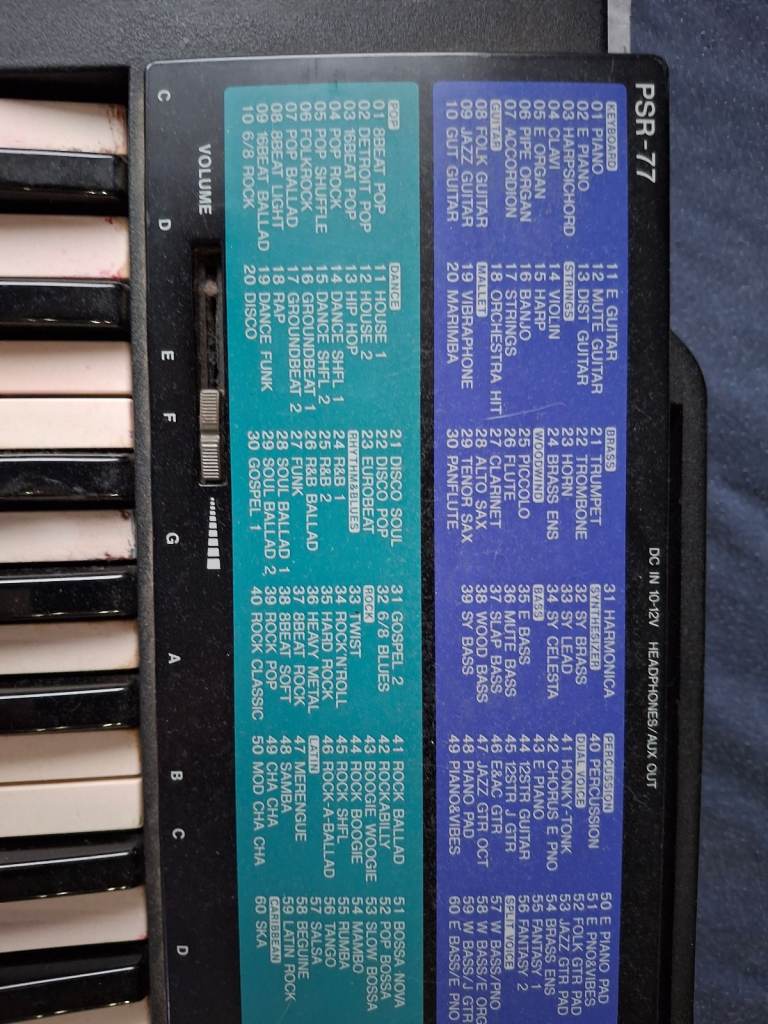 PSR-77
DC IN 10-12V HEADPHONES/AUX OUT
KEYBOARD
01 PIANO
02 E PIANO
03 HARPSICHORD
04 CLAVI
05 E ORGAN
06 PIPE ORGAN
07 ACCORDION
GUITAR
08 FOLK GUITAR
09 JAZZ GUITAR
10 GUT GUITAR
11 E GUITAR
12 MUTE GUITAR
13 DIST GUITAR
STRINGS
14 VIOLIN
15 HARP
16 BANJO
17 STRINGS
18 ORCHESTRA HIT
MALLET
19 VIBRAPHONE
20 MARIMBA
BRASS
21 TRUMPET
22 TROMBONE
23 HORN
24 BRASS ENS
WOODWIND
25 PICCOLO
26 FLUTE
27 CLARINET
28 ALTO SAX
29 TENOR SAX
30 PANFLUTE
31 HARMONICA
SYNTHESIZER
32 SY BRASS
33 SY LEAD
34 SY CELESTA
BASS
35 E BASS
36 MUTE BASS
37 SLAP BASS
38 WOOD BASS
39 SY BASS
PERCUSSION
40 PERCUSSION
DUAL VOICE
41 HONKY-TONK
42 CHORUS E PNO
43 E PIANO
44 12STR GUITAR
45 12STR J GTR
46 E&AC GTR
47 JAZZ GTR OCT
48 PIANO PAD
49 PIANO&VIBES
50 E PIANO PAD
51 E PNO&VIBES
52 FOLK GTR PAD
53 JAZZ GTR PAD
54 BRASS ENS
55 FANTASY 1
56 FANTASY 2
SPLIT VOICE
57 W BASS/PNO
58 W BASS/E ORG
59 W BASS/J GTR
60 E BASS/E PNO
POP
01 8BEAT POP
02 DETROIT POP
03 16BEAT POP
04 POP ROCK
05 POP SHUFFLE
06 FOLKROCK
07 POP BALLAD
08 8BEAT LIGHT
09 16BEAT BALLAD
10 6/8 ROCK
DANCE
11 HOUSE 1
12 HOUSE 2
13 HIP HOP
14 DANCE SHFL 1
15 DANCE SHFL 2
16 GROUNDBEAT 1
17 GROUNDBEAT 2
18 RAP
19 DANCE FUNK
20 DISCO
21 DISCO SOUL
22 DISCO POP
23 EUROBEAT
RHYTHM&BLUES
24 R&B 1
25 R&B 2
26 R&B BALLAD
27 FUNK
28 SOUL BALLAD 1
29 SOUL BALLAD 2
30 GOSPEL 1
31 GOSPEL 2
32 6/8 BLUES
ROCK
33 TWIST
34 ROCK'N'ROLL
35 HARD ROCK
36 HEAVY METAL
37 8BEAT ROCK
38 8BEAT SOFT
39 ROCK POP
40 ROCK CLASSIC
41 ROCK BALLAD
42 ROCKABILLY
43 BOOGIE WOOGIE
44 ROCK BOOGIE
45 ROCK SHFL
46 ROCK-A-BALLAD
LATIN
47 MERENGUE
48 SAMBA
49 CHA CHA
50 MOD CHA CHA
51 BOSSA NOVA
52 POP BOSSA
53 SLOW BOSSA
54 MAMBO
55 RUMBA
56 TANGO
57 SALSA
58 BEGUINE
59 LATIN ROCK
CARIBBEAN
60 SKA
VOLUME
C D E F G A B C D